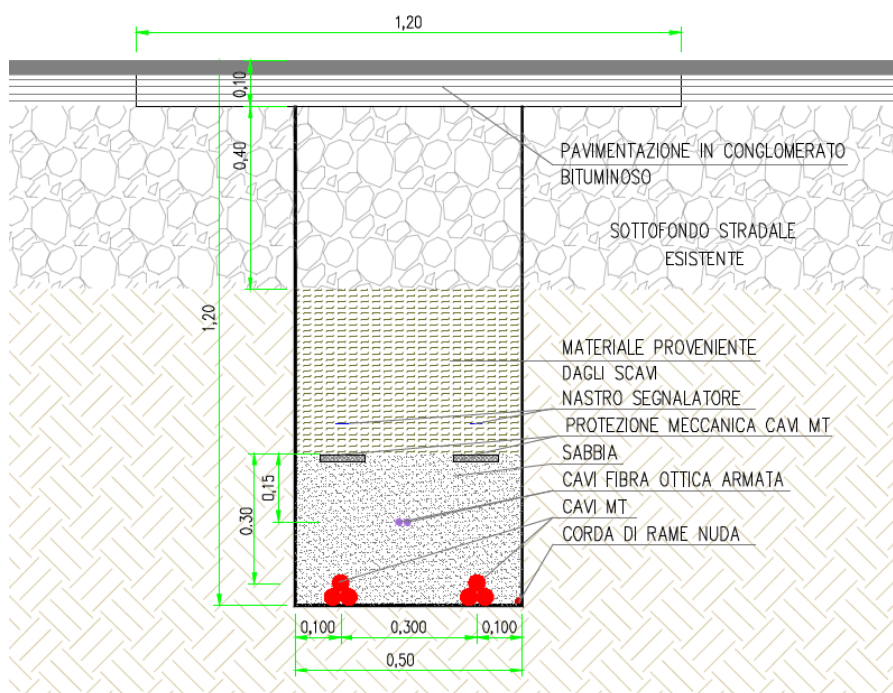 1,20
0,10
PAVIMENTAZIONE IN CONGLOMERATO
BITUMINOSO
0,40
SOTTOFONDO STRADALE
ESISTENTE
1,20
MATERIALE PROVENIENTE
DAGLI SCAVI
NASTRO SEGNALATORE
PROTEZIONE MECCANICA CAVI MT
SABBIA
0,15
CAVI FIBRA OTTICA ARMATA
0,30
CAVI MT
CORDA DI RAME NUDA
0,100 0,300 0,100
0,50